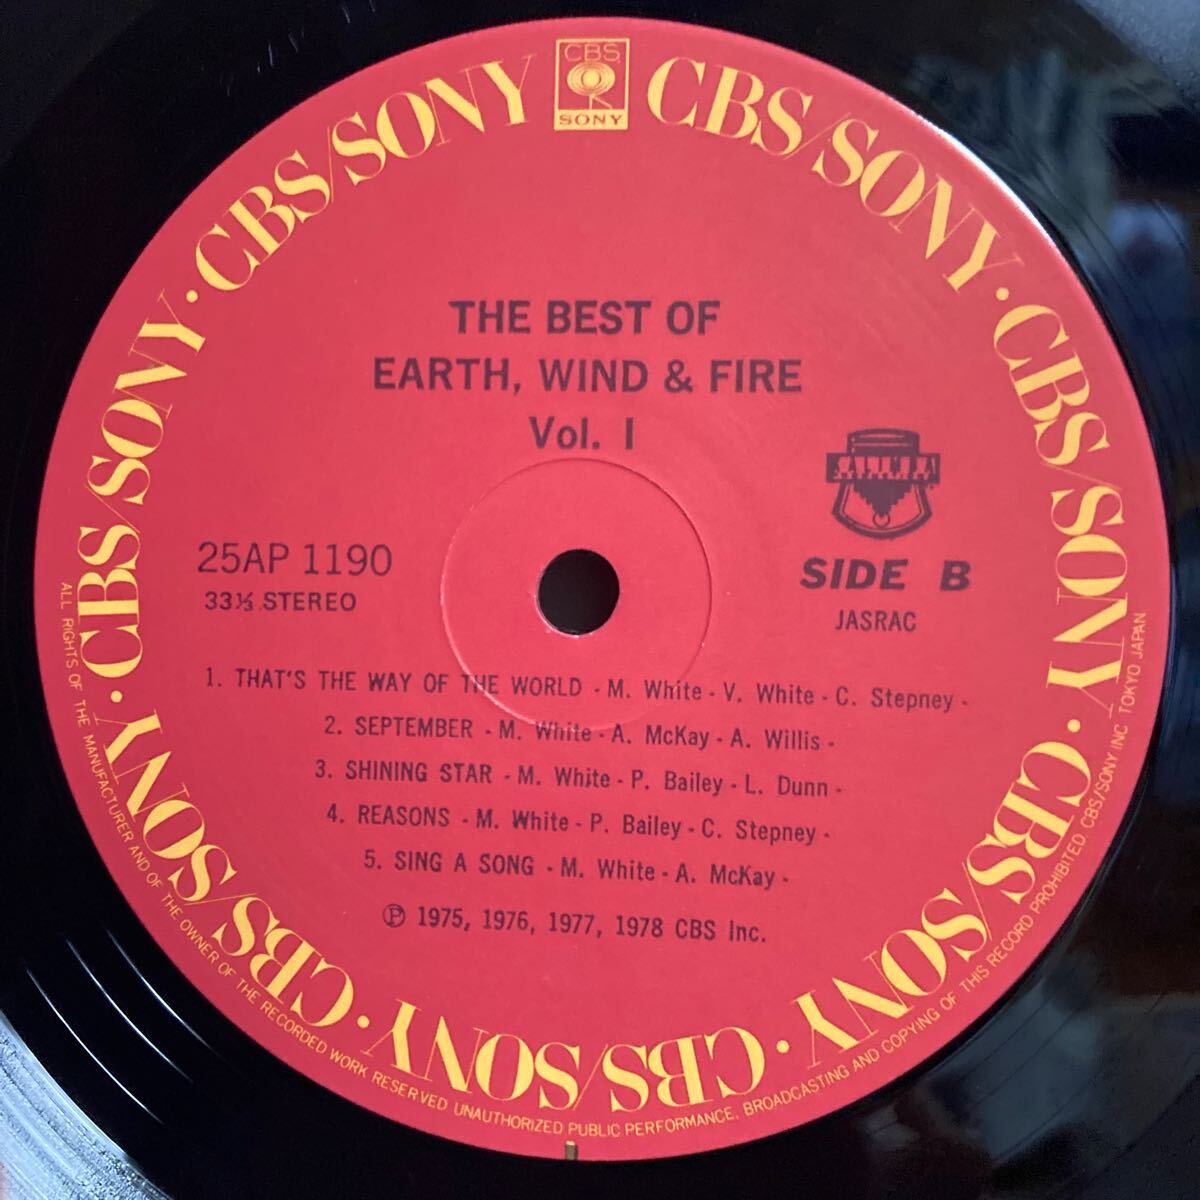 CBS
SONY
CBS/SONY · CBS/SONY · CBS/SONY · CBS/SONY · CBS/SONY · CBS/SONY · CBS/SONY · CBS/SONY
THE BEST OF
EARTH, WIND & FIRE
Vol. I
25AP 1190
33⅓ STEREO
SIDE B
JASRAC
1. THAT'S THE WAY OF THE WORLD - M. White - V. White - C. Stepney -
2. SEPTEMBER - M. White - A. McKay - A. Willis -
3. SHINING STAR - M. White - P. Bailey - L. Dunn -
4. REASONS - M. White - P. Bailey - C. Stepney -
5. SING A SONG - M. White - A. McKay -
Ⓟ 1975, 1976, 1977, 1978 CBS Inc.
ALL RIGHTS OF THE MANUFACTURER AND OF THE OWNER OF THE RECORDED WORK RESERVED UNAUTHORIZED PUBLIC PERFORMANCE, BROADCASTING AND COPYING OF THIS RECORD PROHIBITED CBS/SONY INC TOKYO JAPAN